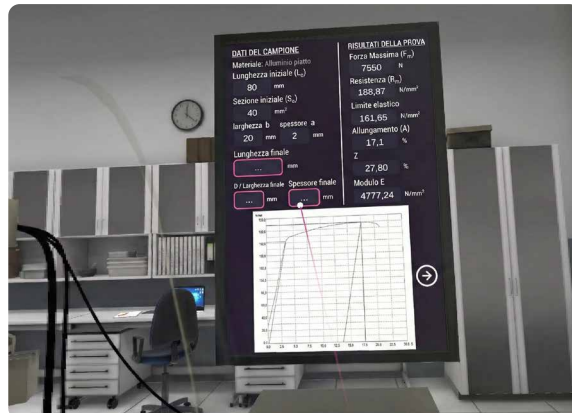 DATI DEL CAMPIONE
Materiale: Alluminio piatto
Lunghezza iniziale (L₀)
80 mm
Sezione iniziale (S₀)
40 mm²
larghezza b spessore a
20 mm 2 mm
Lunghezza finale
... mm
D / Larghezza finale Spessore finale
... mm ... mm
RISULTATI DELLA PROVA
Forza Massima (Fₘ)
7550 N
Resistenza (Rₘ)
188,87 N/mm²
Limite elastico
161,65 N/mm²
Allungamento (A)
17,1 %
Z
27,80 %
Modulo E
4777,24 N/mm²